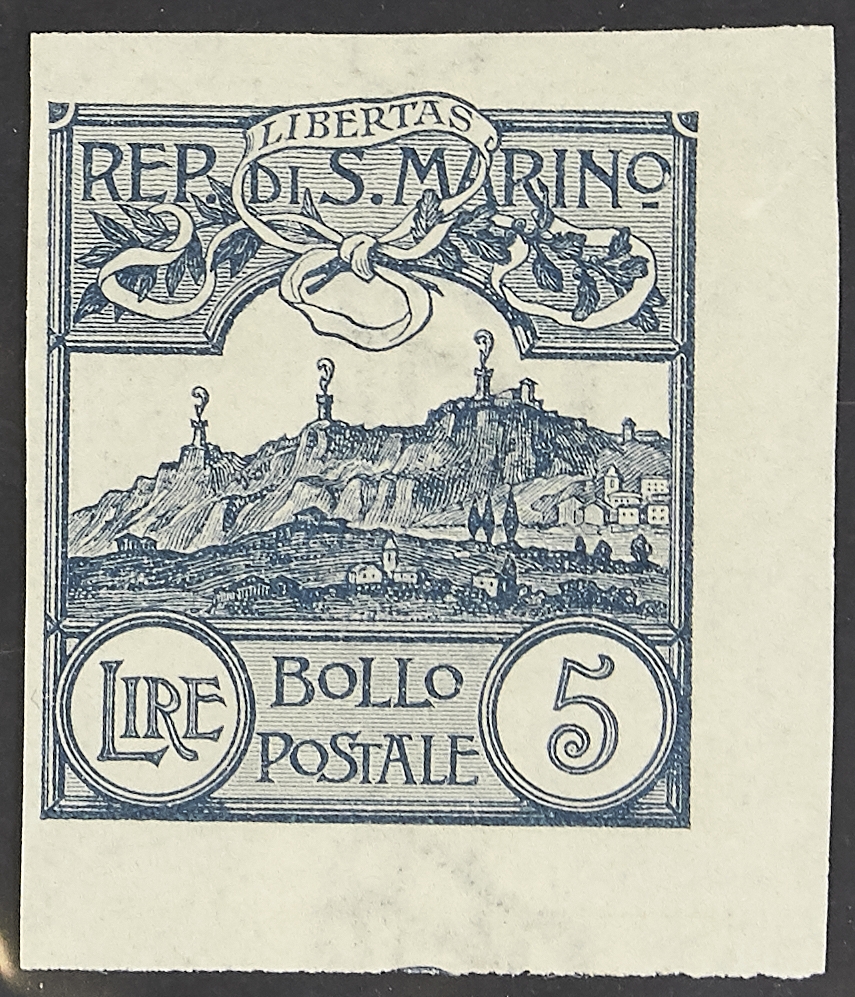 LIBERTAS
REP. DI S. MARINO
LIRE
BOLLO
POSTALE
5